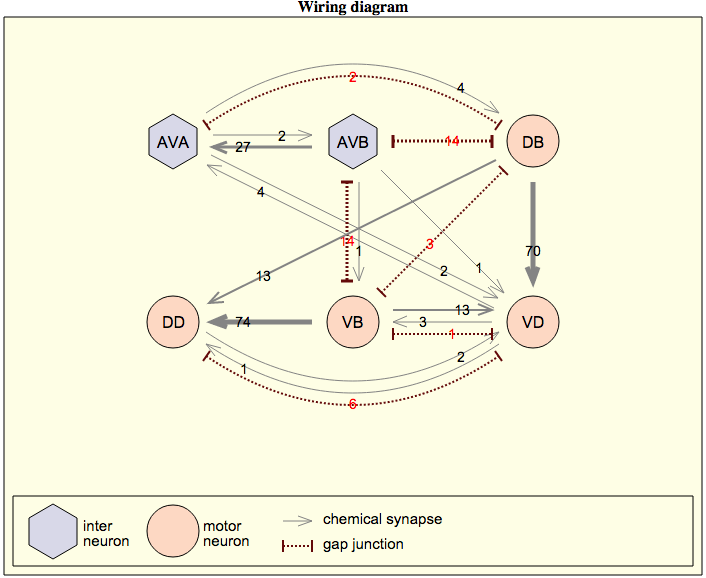 Wiring diagram
2
4
AVA
2
27
AVB
14
DB
4
14
1
3
70
13
2
1
DD
74
VB
13
3
1
VD
1
2
6
inter
neuron
motor
neuron
chemical synapse
gap junction